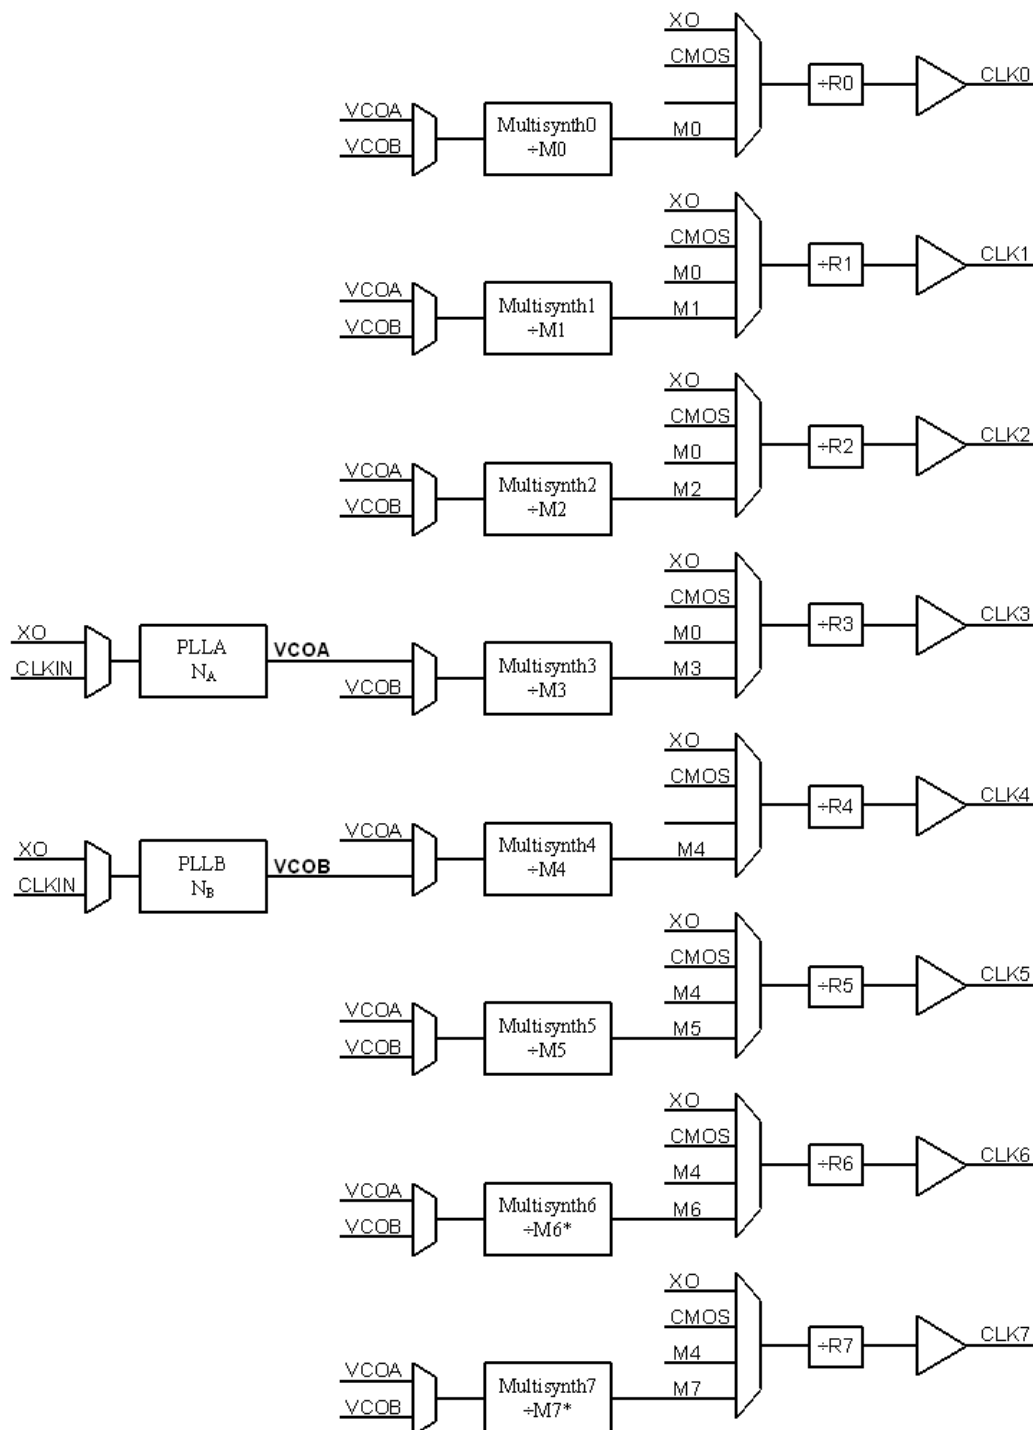 XO
CMOS
÷R0
CLK0
VCOA
VCOB
Multisynth0
÷M0
M0
XO
CMOS
M0
÷R1
CLK1
VCOA
VCOB
Multisynth1
÷M1
M1
XO
CMOS
M0
÷R2
CLK2
VCOA
VCOB
Multisynth2
÷M2
M2
XO
CMOS
M0
÷R3
CLK3
XO
CLKIN
PLLA
NA
VCOA
VCOB
Multisynth3
÷M3
M3
XO
CMOS
÷R4
CLK4
XO
CLKIN
PLLB
NB
VCOB
VCOA
Multisynth4
÷M4
M4
XO
CMOS
M4
÷R5
CLK5
VCOA
VCOB
Multisynth5
÷M5
M5
XO
CMOS
M4
÷R6
CLK6
VCOA
VCOB
Multisynth6
÷M6*
M6
XO
CMOS
M4
÷R7
CLK7
VCOA
VCOB
Multisynth7
÷M7*
M7